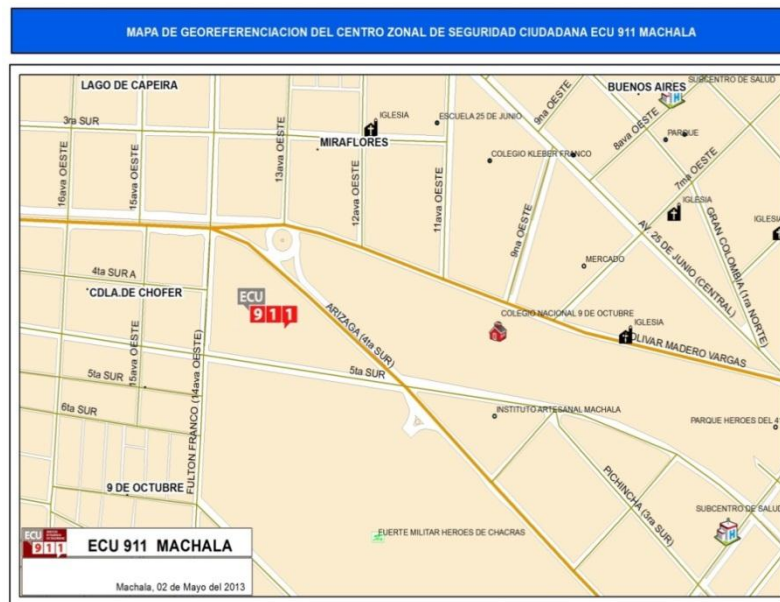 MAPA DE GEOREFERENCIACION DEL CENTRO ZONAL DE SEGURIDAD CIUDADANA ECU 911 MACHALA
LAGO DE CAPEIRA
BUENOS AIRES
SUBCENTRO DE SALUD
3ra SUR
IGLESIA
ESCUELA 25 DE JUNIO
9na OESTE
8ava OESTE
PARQUE
MIRAFLORES
COLEGIO KLEBER FRANCO
7ma OESTE
16ava OESTE
15ava OESTE
13ava OESTE
12ava OESTE
11ava OESTE
9na OESTE
IGLESIA
IGLESIA
GRAN COLOMBIA (1ra NORTE)
AV. 25 DE JUNIO (CENTRAL)
MERCADO
4ta SUR A
CDLA.DE CHOFER
ECU
911
ARIZAGA (4ta SUR)
COLEGIO NACIONAL 9 DE OCTUBRE
IGLESIA
OLIVAR MADERO VARGAS
15ava OESTE
FULTON FRANCO (14ava OESTE)
5ta SUR
5ta SUR
6ta SUR
INSTITUTO ARTESANAL MACHALA
PARQUE HEROES DEL 4
9 DE OCTUBRE
PICHINCHA (3ra SUR)
SUBCENTRO DE SALUD
FUERTE MILITAR HEROES DE CHACRAS
ECU
911
ECU 911 MACHALA
Machala, 02 de Mayo del 2013